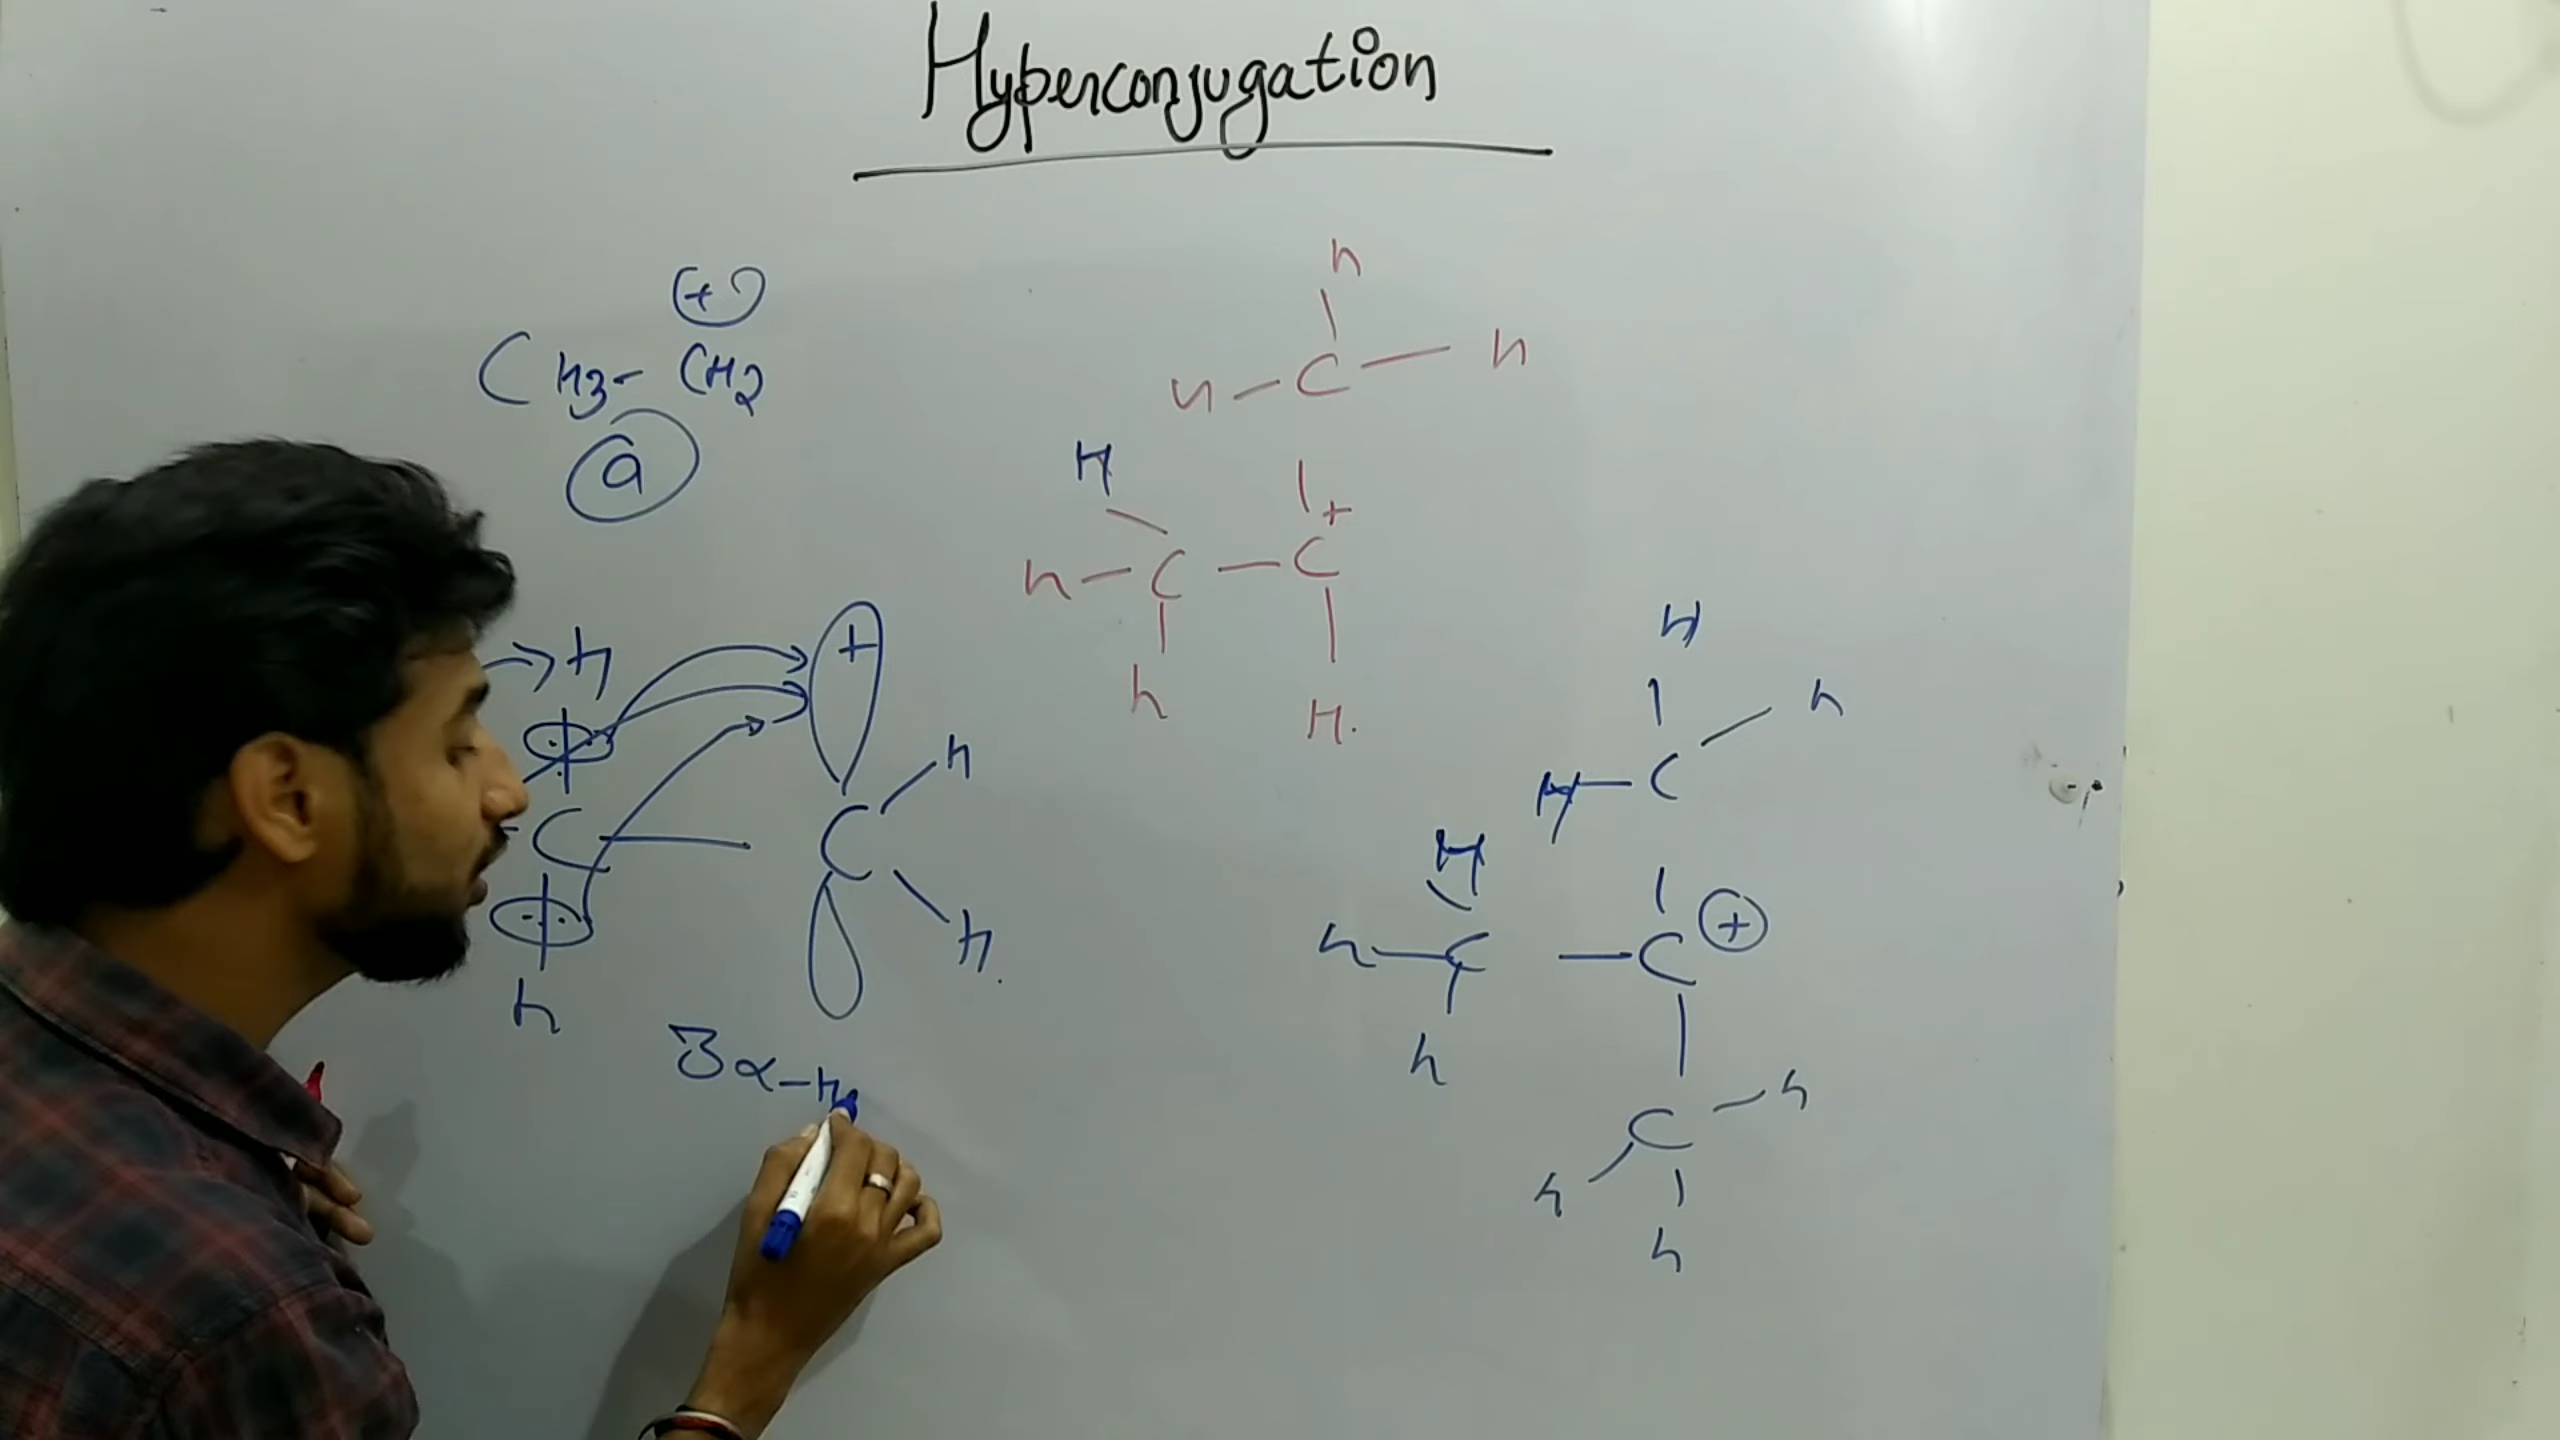 Hyperconjugation
(+)
CH3- CH2
a
h
h - C - h
H
|+
h - C - C
h
H.
H
h
H - C
H
h - C - C +
h
C - h
h
h
h
+
h
C - C
h.
h
3α-H